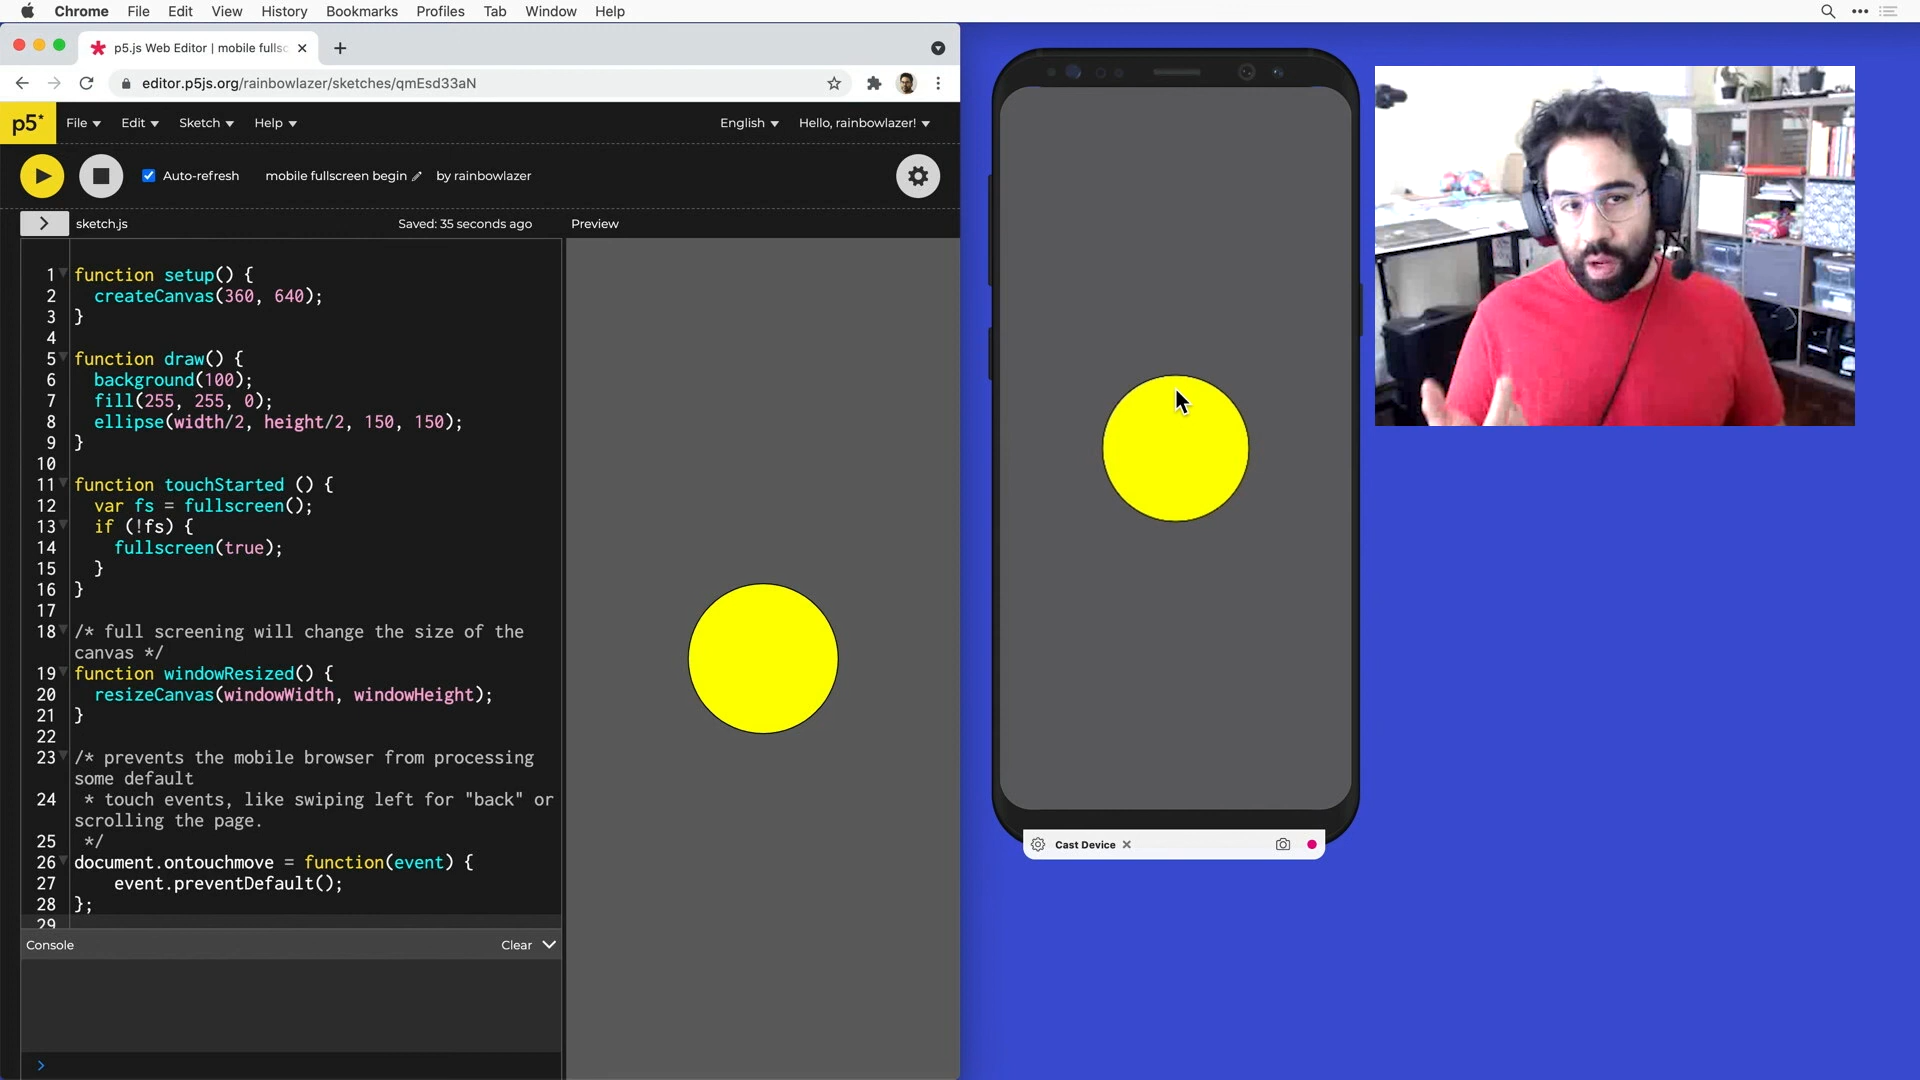 Chrome File Edit View History Bookmarks Profiles Tab Window Help
p5.js Web Editor | mobile fullsc
editor.p5js.org/rainbowlazer/sketches/qmEsd33aN
p5* File Edit Sketch Help English Hello, rainbowlazer!
Auto-refresh mobile fullscreen begin by rainbowlazer
sketch.js Saved: 35 seconds ago Preview
1 function setup() {
2 createCanvas(360, 640);
3 }
4
5 function draw() {
6 background(100);
7 fill(255, 255, 0);
8 ellipse(width/2, height/2, 150, 150);
9 }
10
11 function touchStarted () {
12 var fs = fullscreen();
13 if (!fs) {
14 fullscreen(true);
15 }
16 }
17
18 /* full screening will change the size of the
canvas */
19 function windowResized() {
20 resizeCanvas(windowWidth, windowHeight);
21 }
22
23 /* prevents the mobile browser from processing
some default
24 * touch events, like swiping left for "back" or
scrolling the page.
25 */
26 document.ontouchmove = function(event) {
27 event.preventDefault();
28 };
29
Console Clear
>
Cast Device